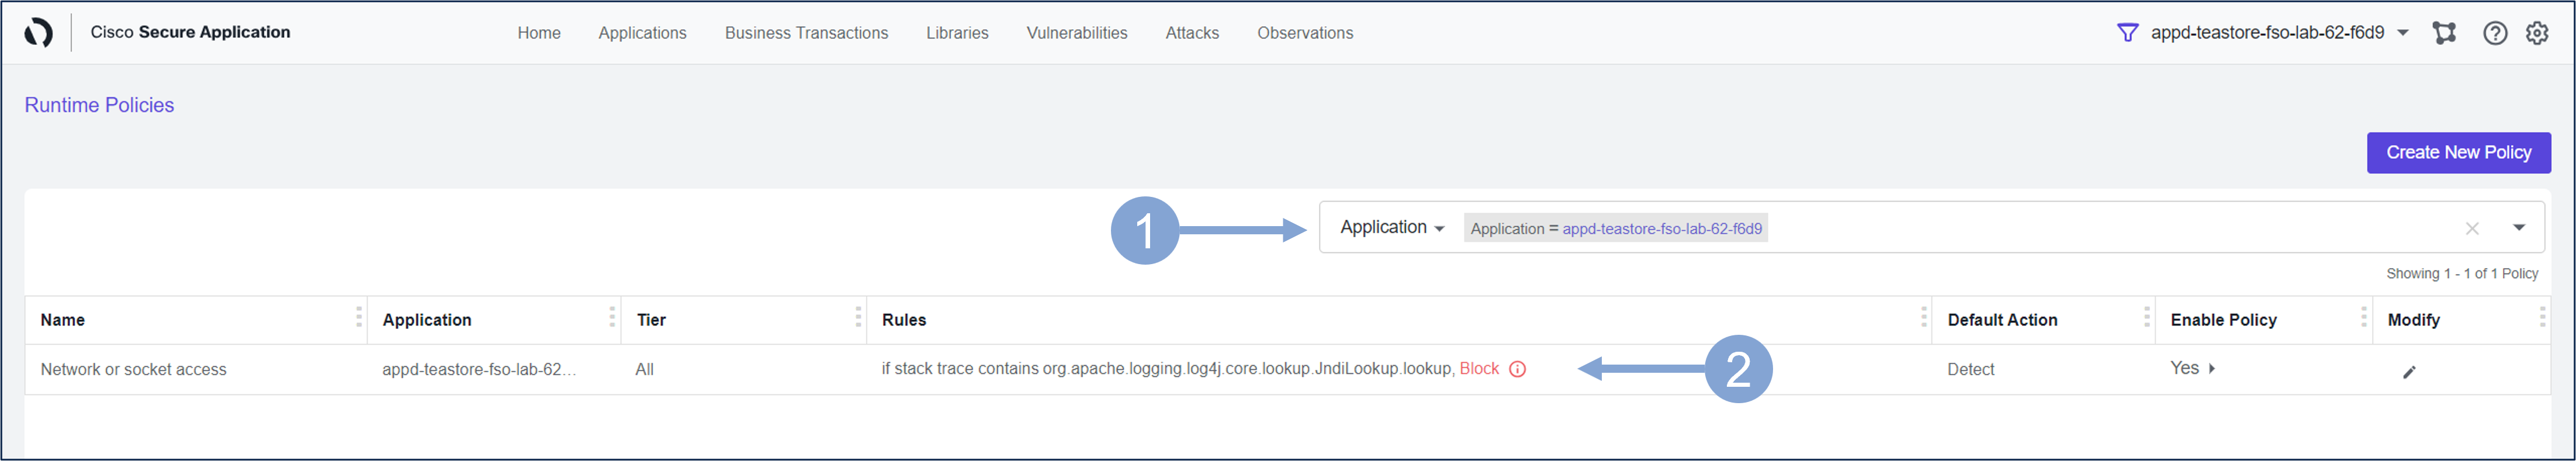 Cisco Secure Application Home Applications Business Transactions Libraries Vulnerabilities Attacks Observations appd-teastore-fso-lab-62-f6d9
Runtime Policies
Create New Policy
1 Application Application = appd-teastore-fso-lab-62-f6d9
Showing 1 - 1 of 1 Policy
Name Application Tier Rules Default Action Enable Policy Modify
Network or socket access appd-teastore-fso-lab-62... All if stack trace contains org.apache.logging.log4j.core.lookup.JndiLookup.lookup, Block 2 Detect Yes